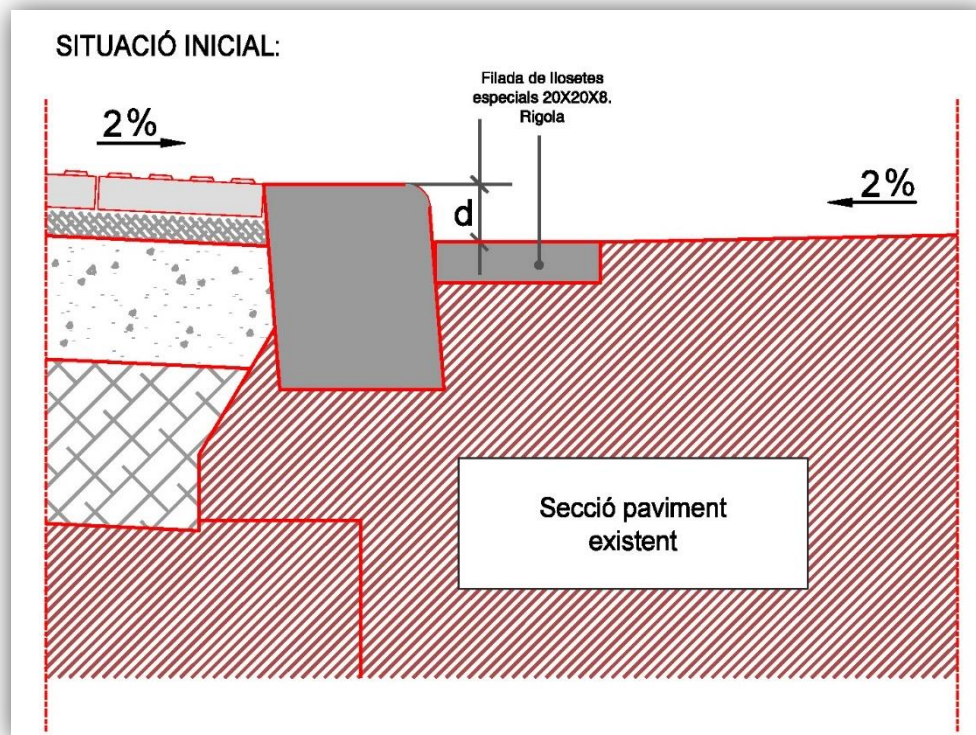 SITUACIÓ INICIAL:
Filada de llosetes
especials 20X20X8.
Rigola
2%
2%
d
Secció paviment
existent